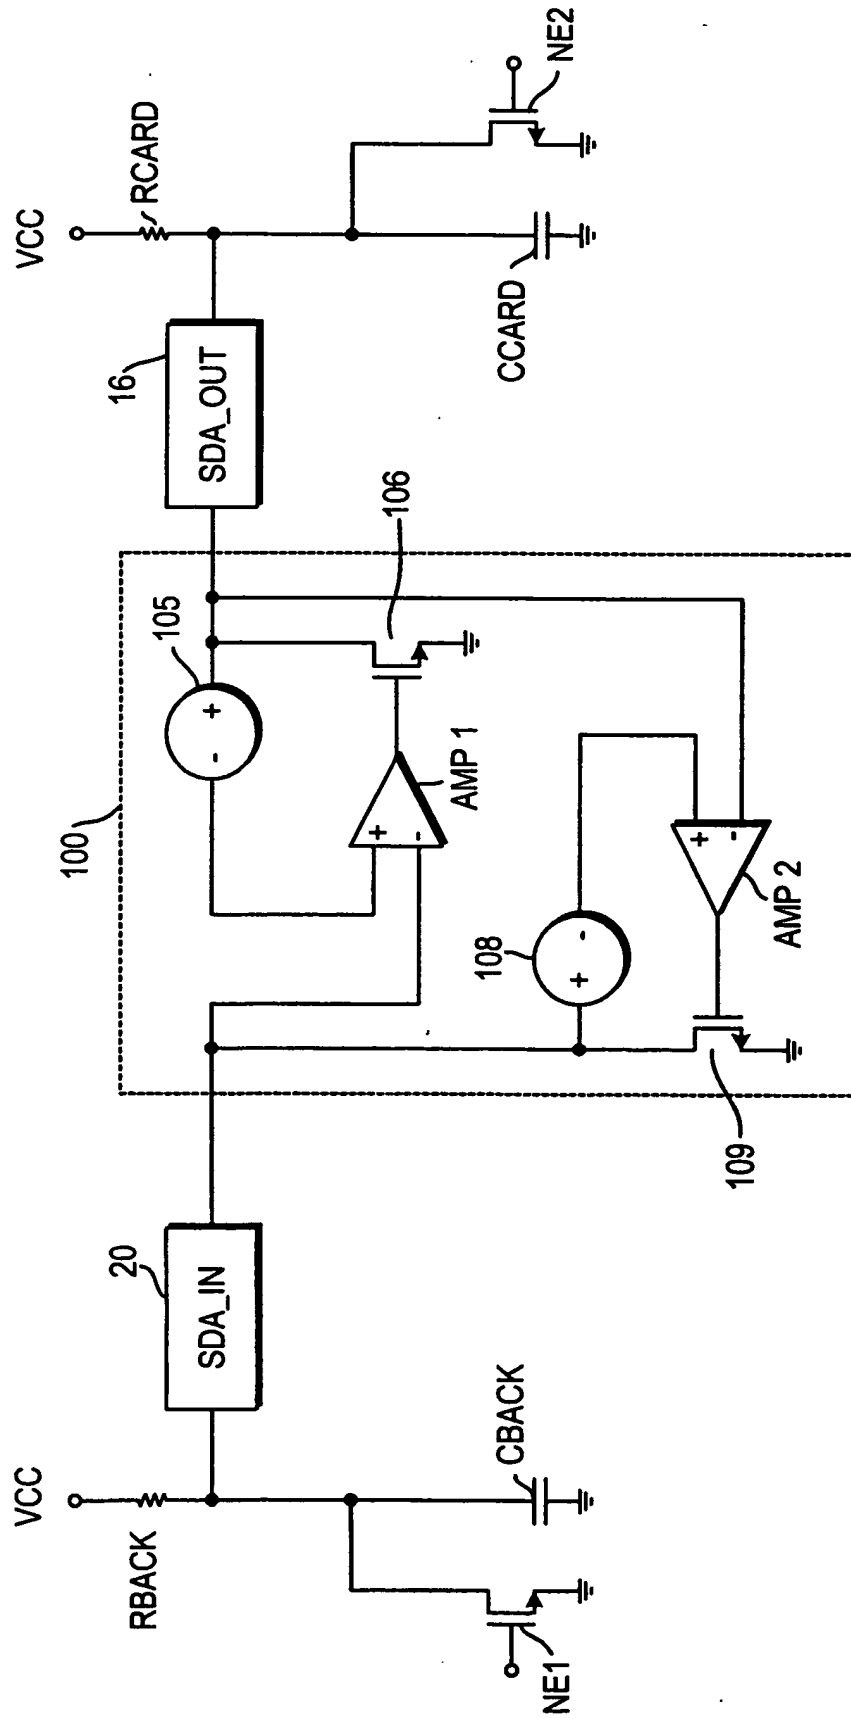 VCC
RBACK
NE1
CBACK
20
SDA_IN
100
105
-
+
106
+
-
AMP 1
108
+
-
+
-
AMP 2
109
16
SDA_OUT
VCC
RCARD
CCARD
NE2